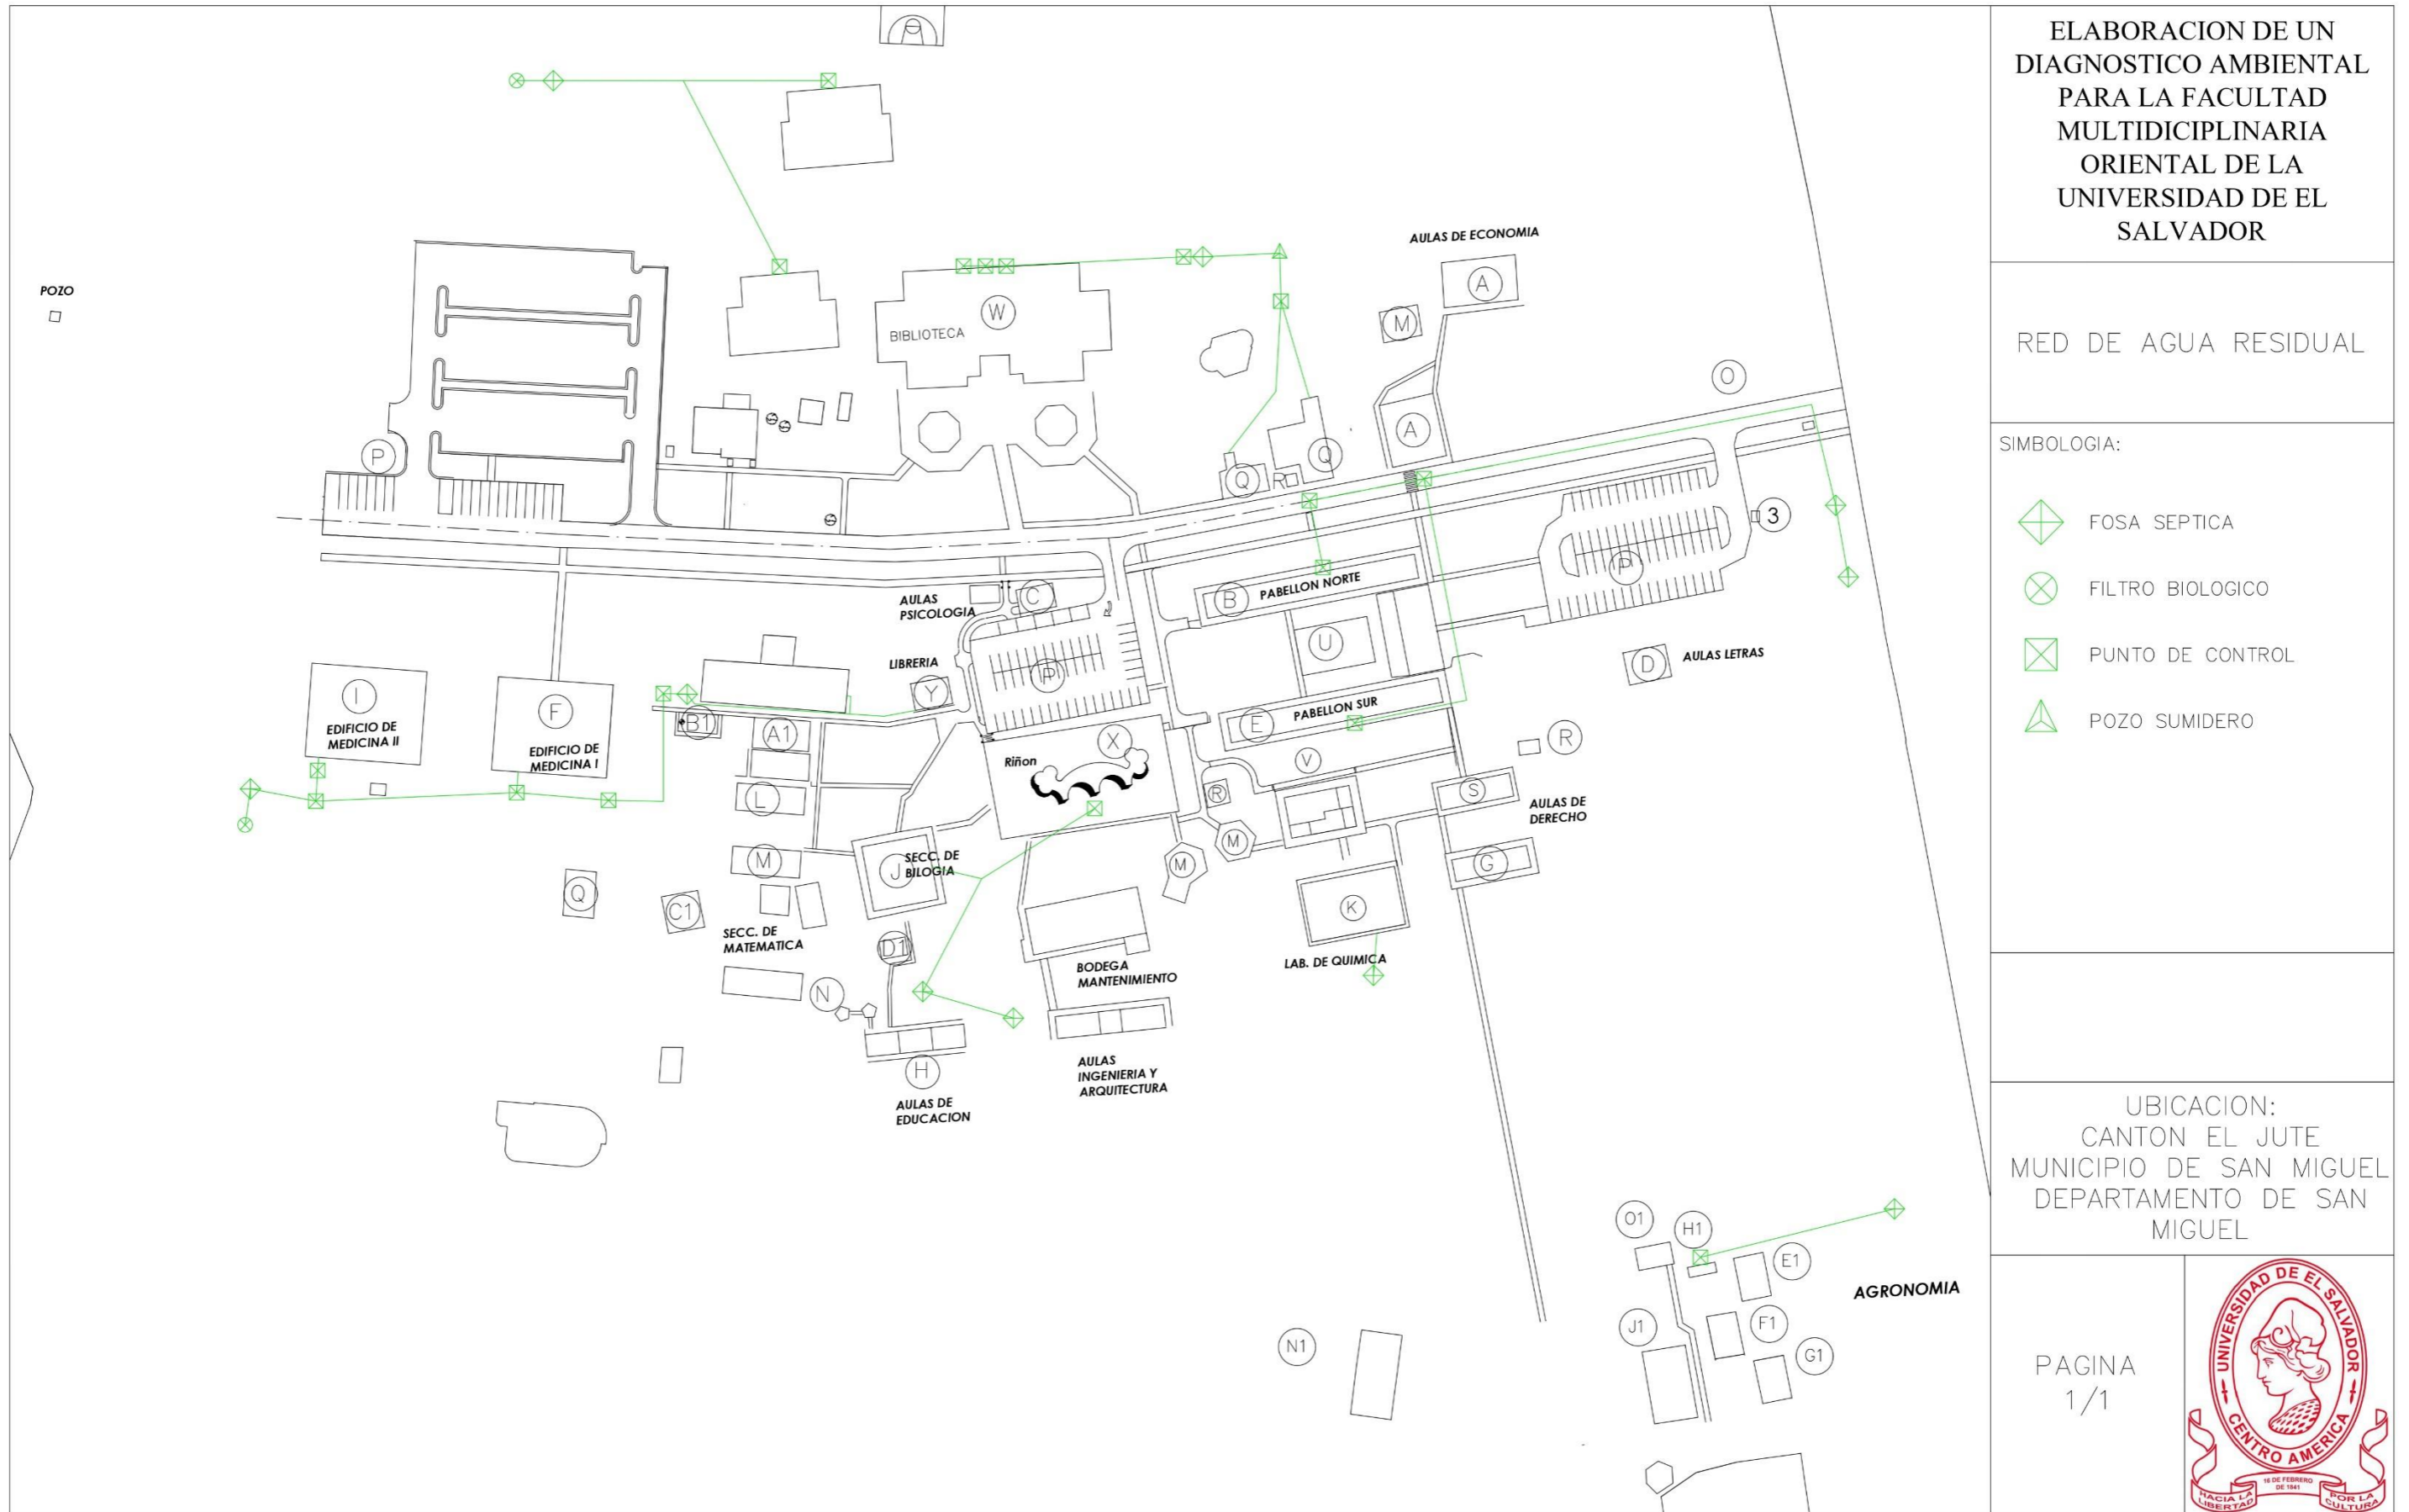 ELABORACION DE UN
DIAGNOSTICO AMBIENTAL
PARA LA FACULTAD
MULTIDICIPLINARIA
ORIENTAL DE LA
UNIVERSIDAD DE EL
SALVADOR
RED DE AGUA RESIDUAL
SIMBOLOGIA:
FOSA SEPTICA
FILTRO BIOLOGICO
PUNTO DE CONTROL
POZO SUMIDERO
UBICACION:
CANTON EL JUTE
MUNICIPIO DE SAN MIGUEL
DEPARTAMENTO DE SAN
MIGUEL
PAGINA
1/1
UNIVERSIDAD DE EL SALVADOR
CENTRO AMERICA
HACIA LA
LIBERTAD
16 DE FEBRERO
DE 1841
POR LA
CULTURA
AULAS DE ECONOMIA
A
POZO
M
W
BIBLIOTECA
O
A
P
Q
Q
R
3
P
AULAS
PSICOLOGIA
C
B
PABELLON NORTE
U
LIBRERIA
Y
P
D
AULAS LETRAS
I
EDIFICIO DE
MEDICINA II
F
EDIFICIO DE
MEDICINA I
B1
A1
E
PABELLON SUR
X
Riñon
V
R
L
R
S
AULAS DE
DERECHO
M
M
M
J
SECC. DE
BILOGIA
G
Q
C1
K
SECC. DE
MATEMATICA
D1
BODEGA
MANTENIMIENTO
LAB. DE QUIMICA
N
H
AULAS DE
EDUCACION
AULAS
INGENIERIA Y
ARQUITECTURA
O1
H1
E1
AGRONOMIA
J1
F1
N1
G1